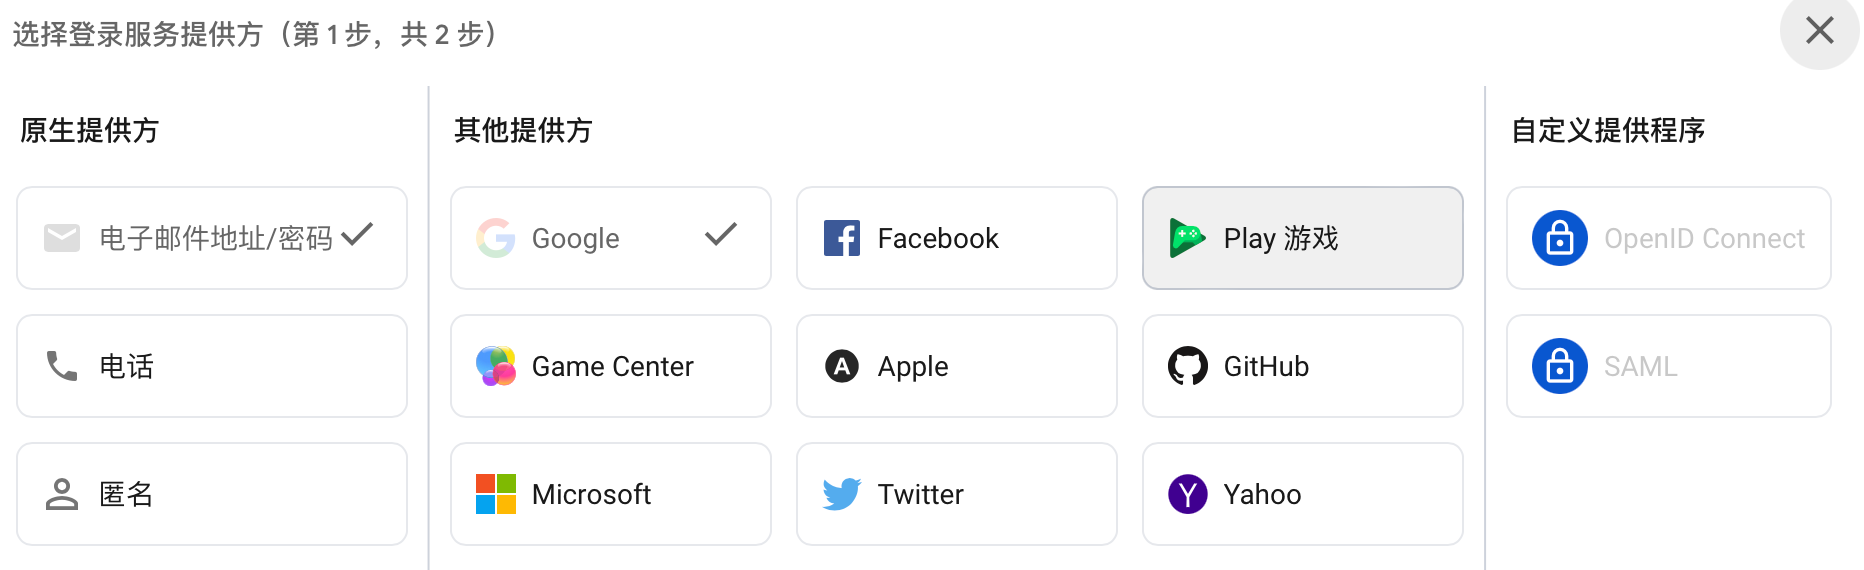 选择登录服务提供方（第 1 步，共 2 步）
原生提供方
电子邮件地址/密码
电话
匿名
其他提供方
Google
Facebook
Play 游戏
Game Center
Apple
GitHub
Microsoft
Twitter
Yahoo
自定义提供程序
OpenID Connect
SAML